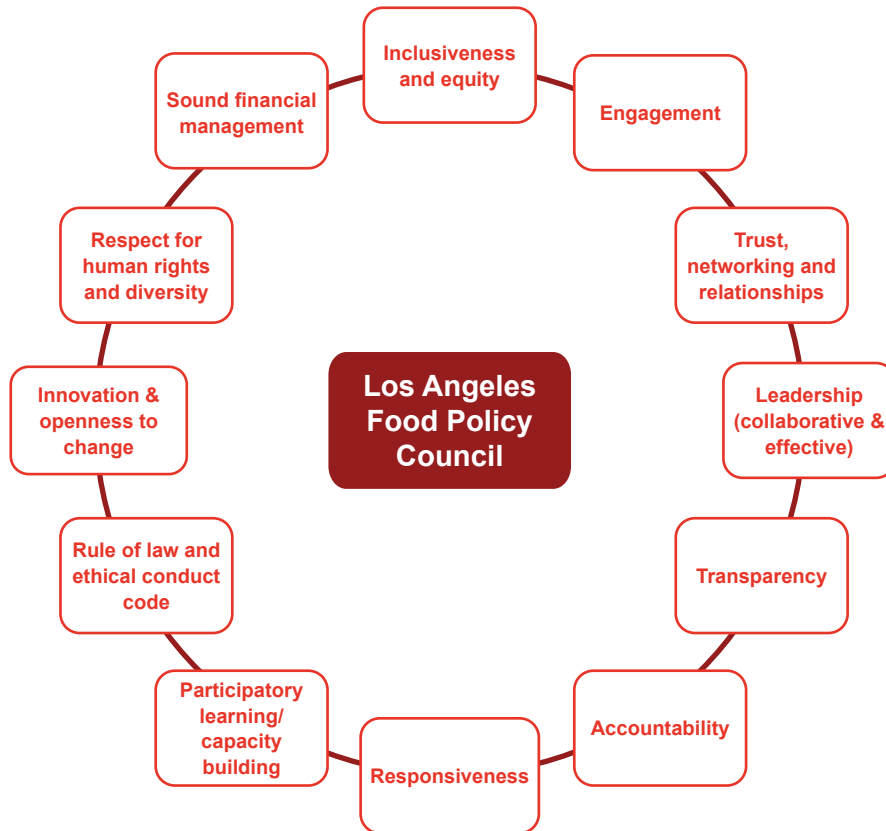 Inclusiveness
and equity
Engagement
Trust,
networking and
relationships
Leadership
(collaborative &
effective)
Transparency
Accountability
Responsiveness
Participatory
learning/
capacity
building
Rule of law and
ethical conduct
code
Innovation &
openness to
change
Respect for
human rights
and diversity
Sound financial
management
Los Angeles
Food Policy
Council